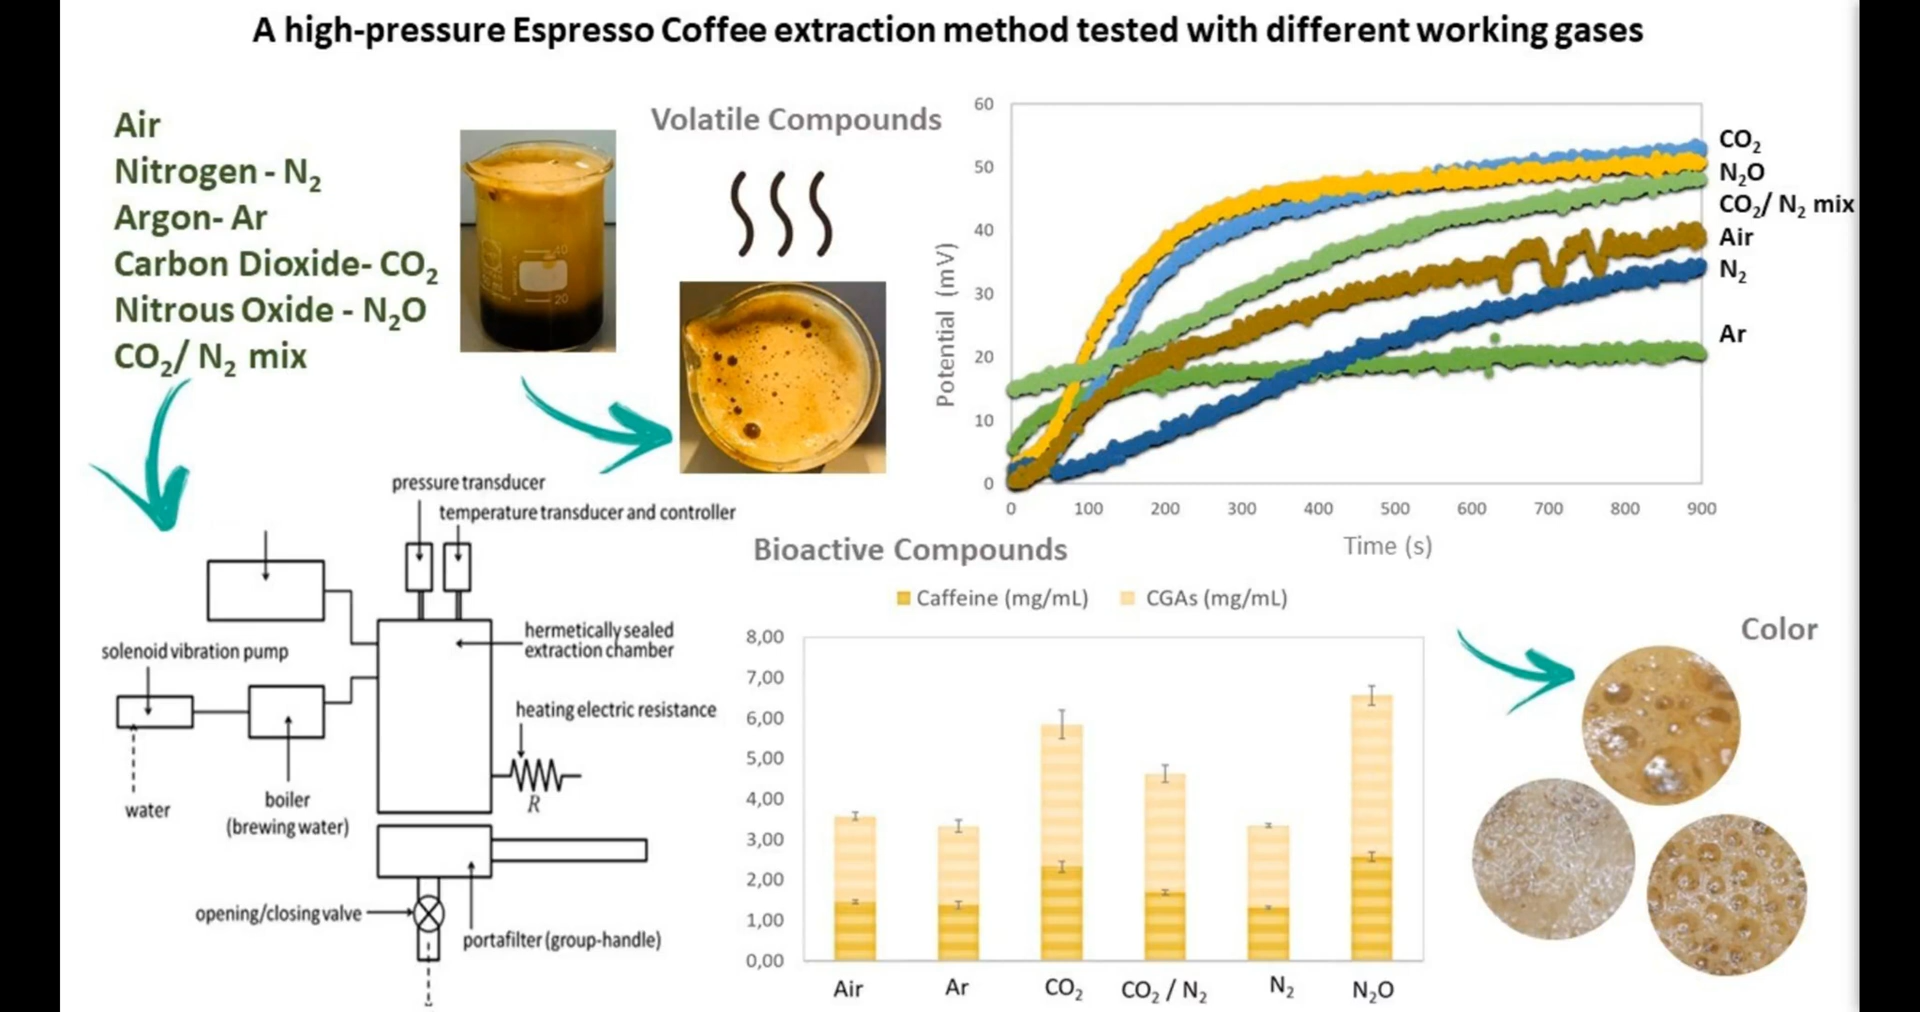 A high-pressure Espresso Coffee extraction method tested with different working gases
Air
Nitrogen - N₂
Argon- Ar
Carbon Dioxide- CO₂
Nitrous Oxide - N₂O
CO₂/ N₂ mix
40
20
Volatile Compounds
Potential (mV)
60
50
40
30
20
10
0
0 100 200 300 400 500 600 700 800 900
Time (s)
CO₂
N₂O
CO₂/ N₂ mix
Air
N₂
Ar
pressure transducer
temperature transducer and controller
hermetically sealed
extraction chamber
solenoid vibration pump
heating electric resistance
R
water
boiler
(brewing water)
opening/closing valve
portafilter (group-handle)
Bioactive Compounds
Caffeine (mg/mL) CGAs (mg/mL)
8,00
7,00
6,00
5,00
4,00
3,00
2,00
1,00
0,00
Air Ar CO₂ CO₂ / N₂ N₂ N₂O
Color